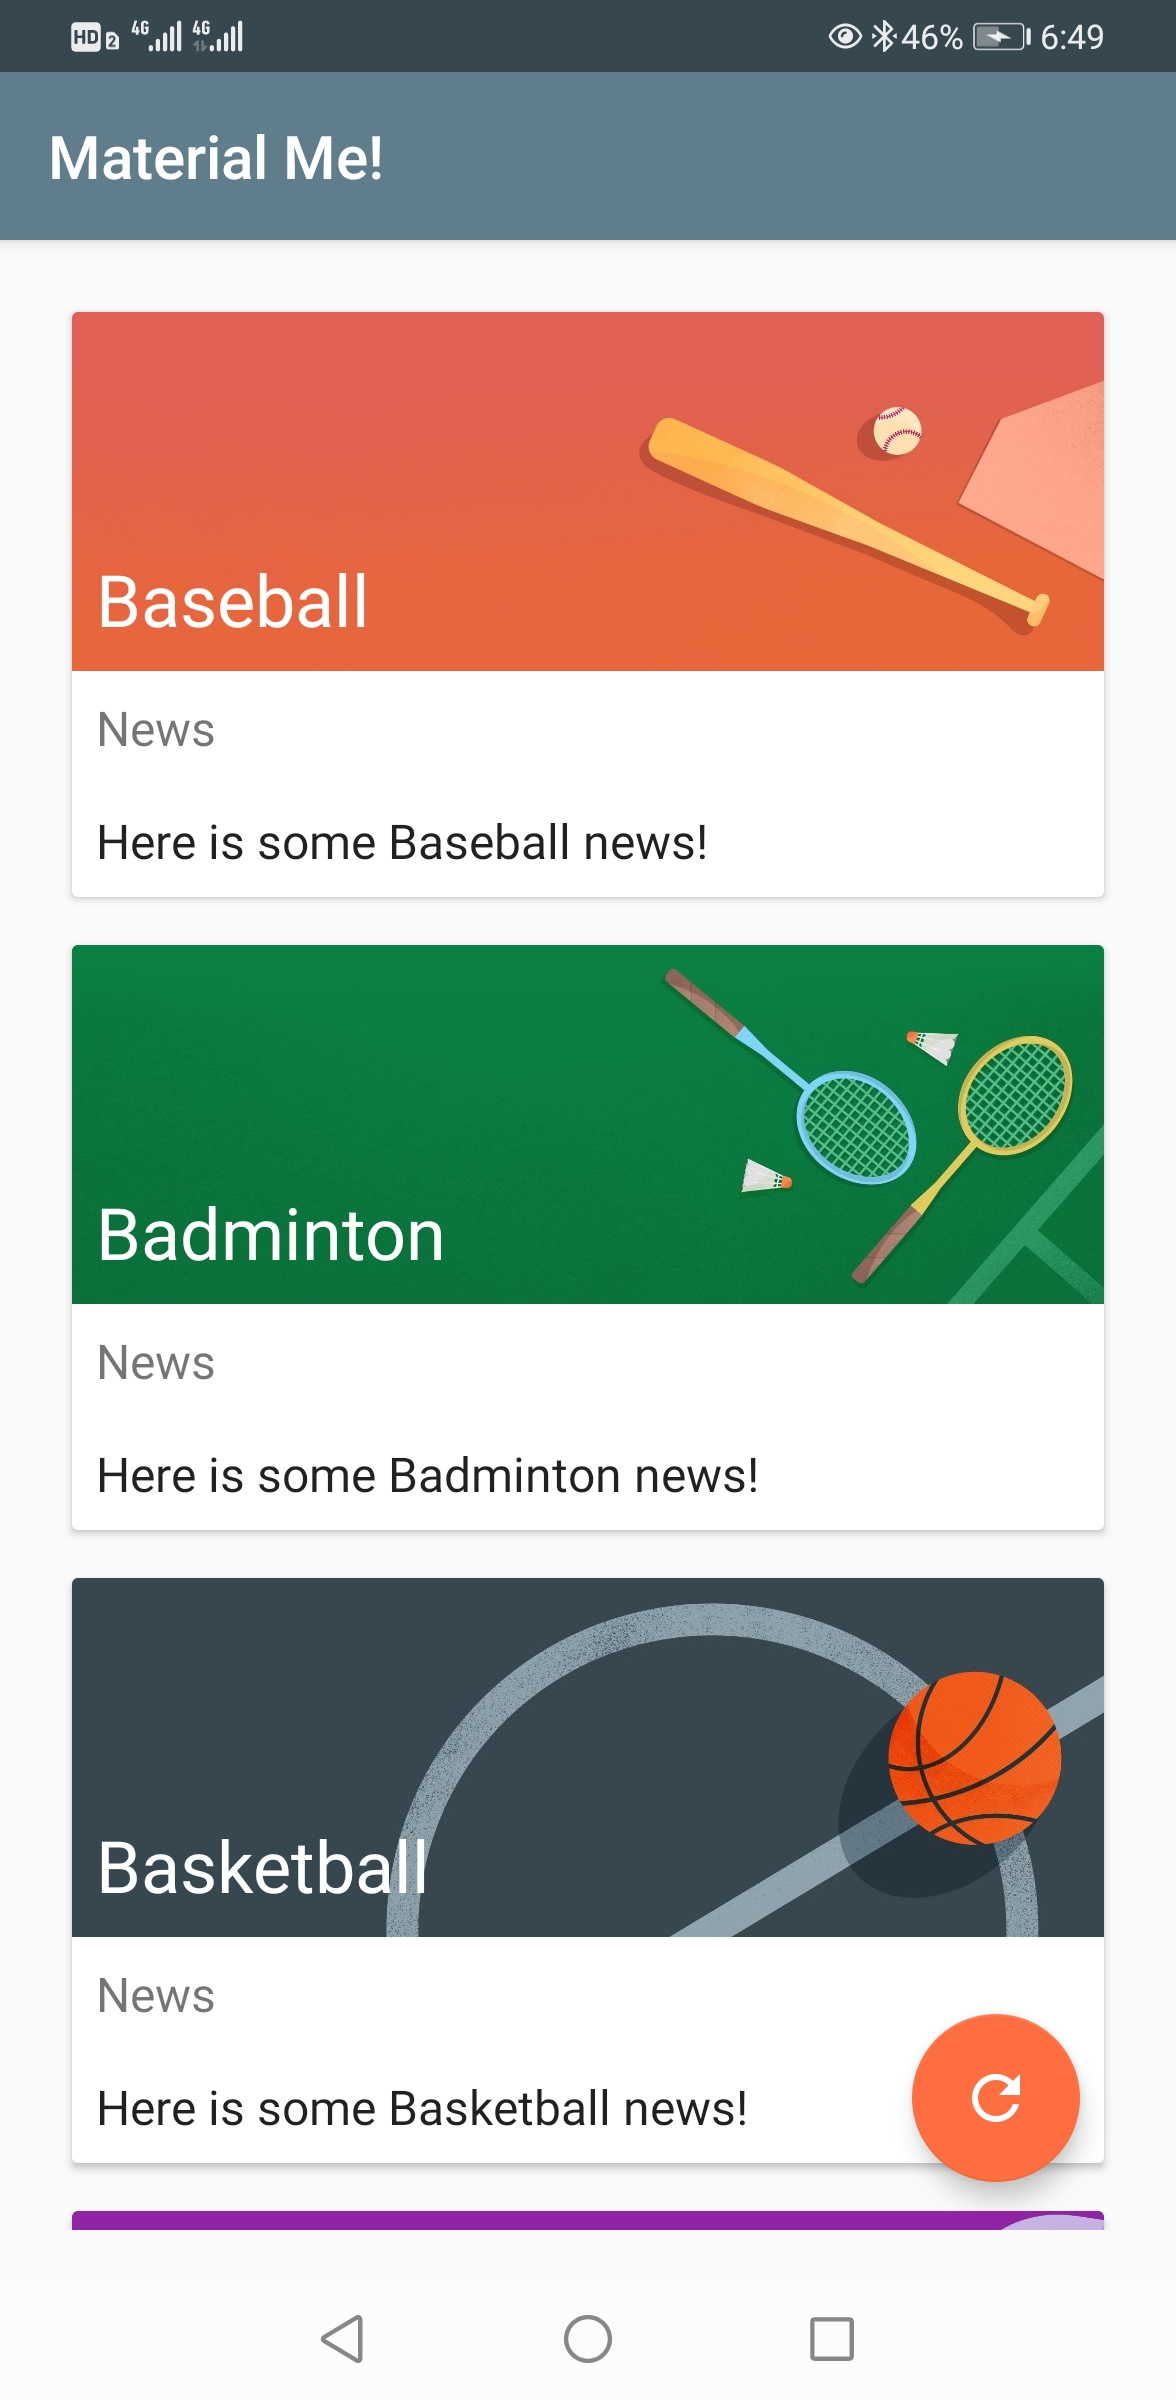 HD 2 4G 4G 46% 6:49
Material Me!
Baseball
News
Here is some Baseball news!
Badminton
News
Here is some Badminton news!
Basketball
News
Here is some Basketball news!